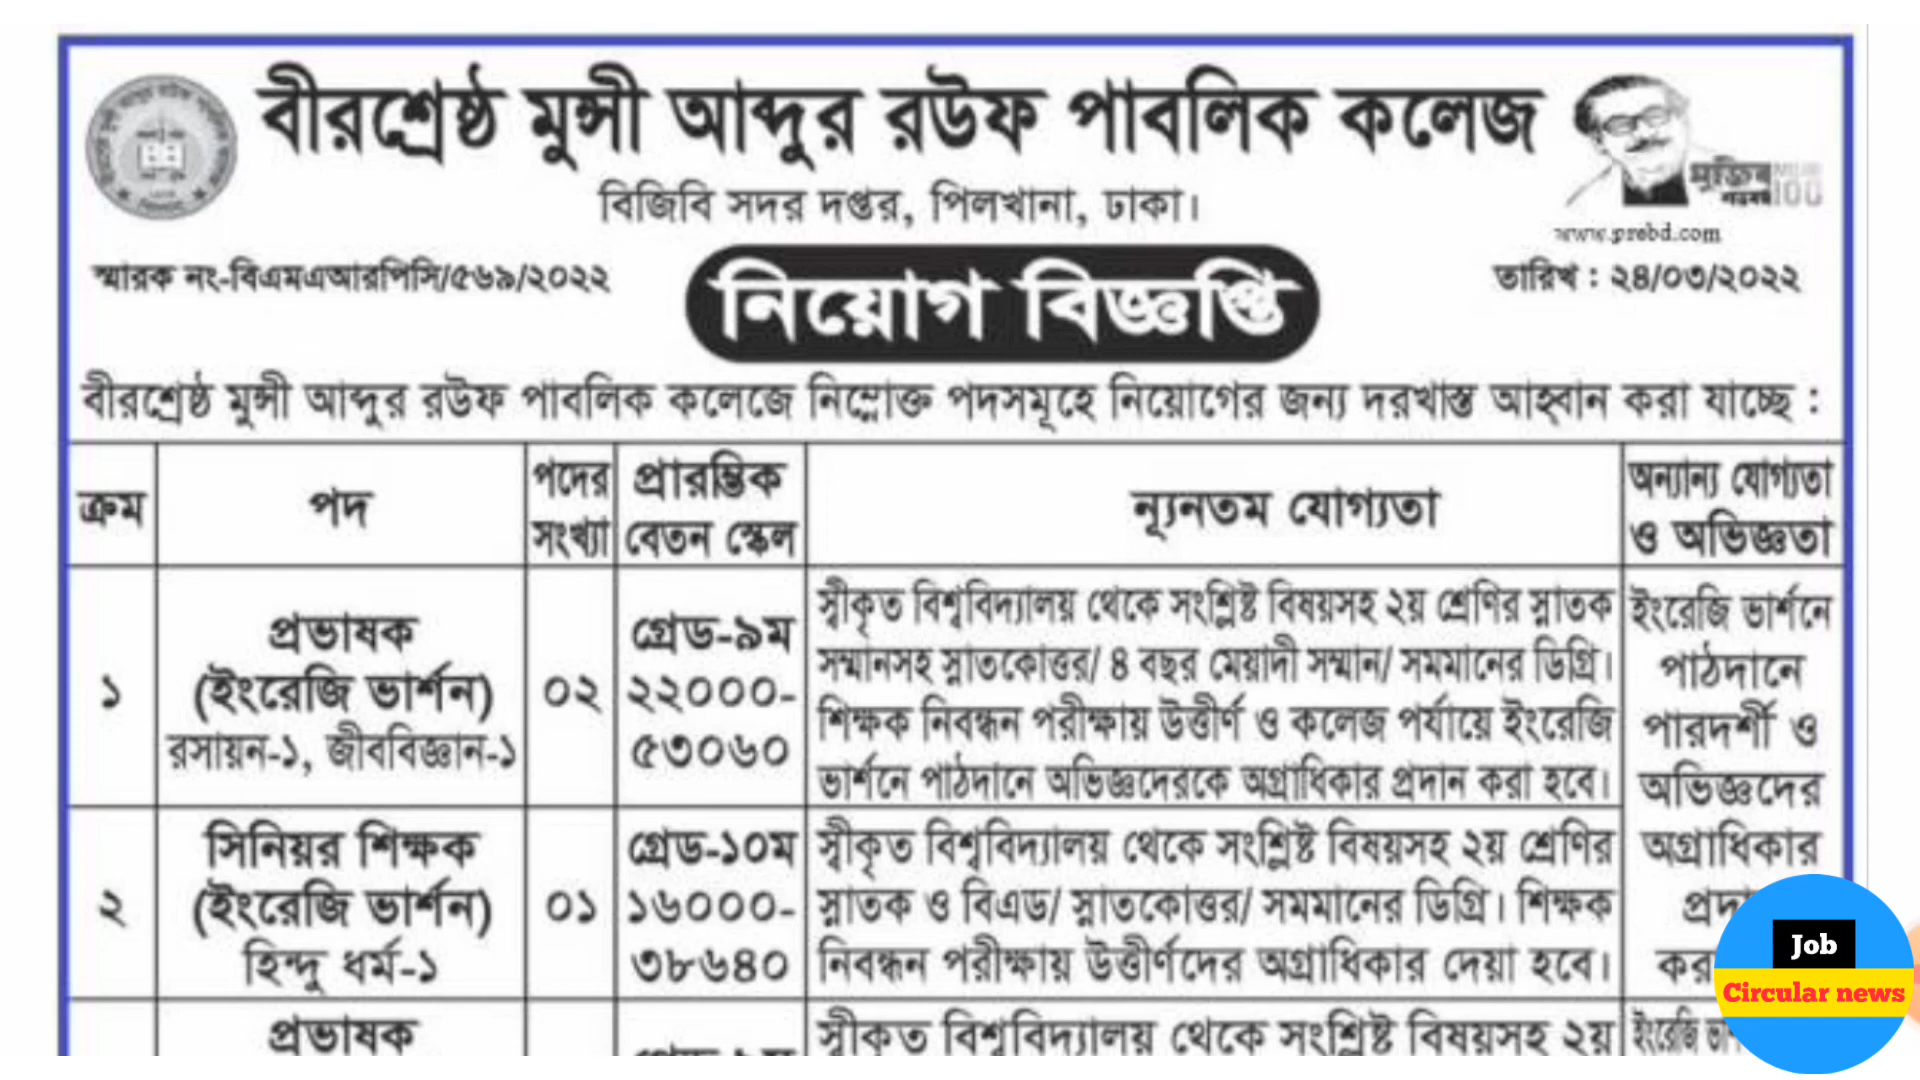 বীরশ্রেষ্ঠ মুন্সী আব্দুর রউফ পাবলিক কলেজ
বিজিবি সদর দপ্তর, পিলখানা, ঢাকা।
মুজিব
শতবর্ষ 100
www.prebd.com
স্মারক নং-বিএমএআরপিসি/৫৬৯/২০২২
নিয়োগ বিজ্ঞপ্তি
তারিখ : ২৪/০৩/২০২২
বীরশ্রেষ্ঠ মুন্সী আব্দুর রউফ পাবলিক কলেজে নিম্নোক্ত পদসমূহে নিয়োগের জন্য দরখাস্ত আহ্বান করা যাচ্ছে :
ক্রম
পদ
পদের
সংখ্যা
প্রারম্ভিক
বেতন স্কেল
ন্যূনতম যোগ্যতা
অন্যান্য যোগ্যতা
ও অভিজ্ঞতা
১
প্রভাষক
(ইংরেজি ভার্শন)
রসায়ন-১, জীববিজ্ঞান-১
০২
গ্রেড-৯ম
২২০০০-
৫৩০৬০
স্বীকৃত বিশ্ববিদ্যালয় থেকে সংশ্লিষ্ট বিষয়সহ ২য় শ্রেণির স্নাতক
সম্মানসহ স্নাতকোত্তর/ ৪ বছর মেয়াদী সম্মান/ সমমানের ডিগ্রি।
শিক্ষক নিবন্ধন পরীক্ষায় উত্তীর্ণ ও কলেজ পর্যায়ে ইংরেজি
ভার্শনে পাঠদানে অভিজ্ঞদেরকে অগ্রাধিকার প্রদান করা হবে।
ইংরেজি ভার্শনে
পাঠদানে
পারদর্শী ও
অভিজ্ঞদের
অগ্রাধিকার
প্রদা
কর
২
সিনিয়র শিক্ষক
(ইংরেজি ভার্শন)
হিন্দু ধর্ম-১
০১
গ্রেড-১০ম
১৬০০০-
৩৮৬৪০
স্বীকৃত বিশ্ববিদ্যালয় থেকে সংশ্লিষ্ট বিষয়সহ ২য় শ্রেণির
স্নাতক ও বিএড/ স্নাতকোত্তর/ সমমানের ডিগ্রি। শিক্ষক
নিবন্ধন পরীক্ষায় উত্তীর্ণদের অগ্রাধিকার দেয়া হবে।
প্রভাষক
স্বীকৃত বিশ্ববিদ্যালয় থেকে সংশ্লিষ্ট বিষয়সহ ২য়
ইংরেজি
Job
Circular news